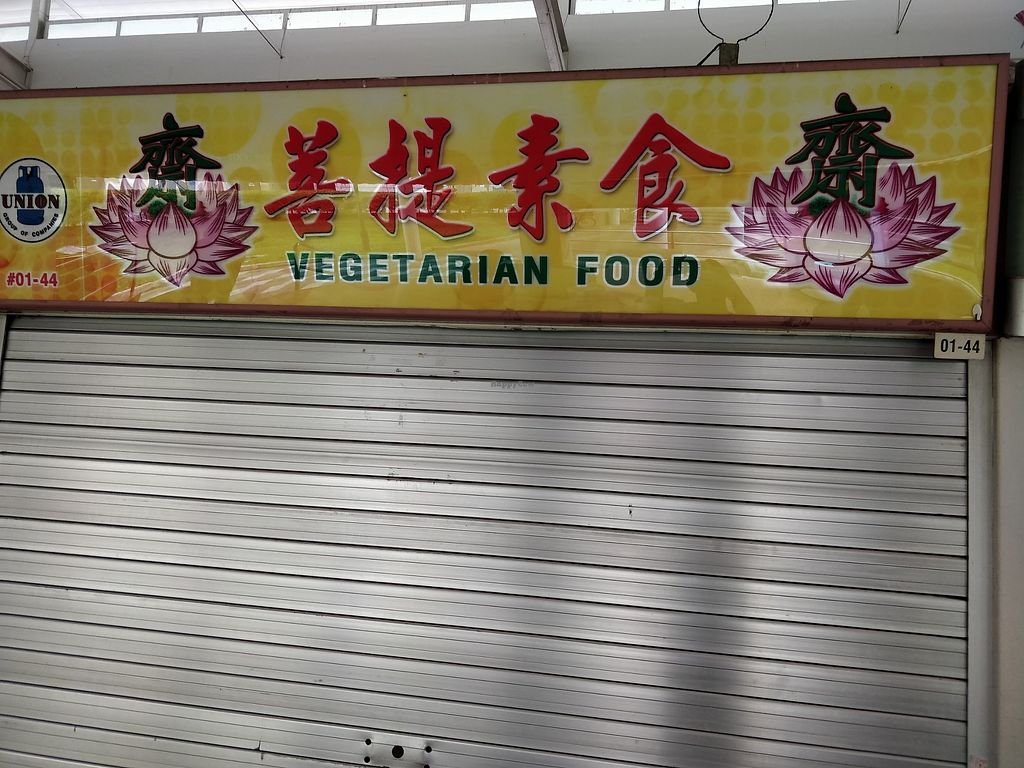 UNION
GROUP OF COMPANIES
#01-44
齋
菩提素食
齋
VEGETARIAN FOOD
01-44